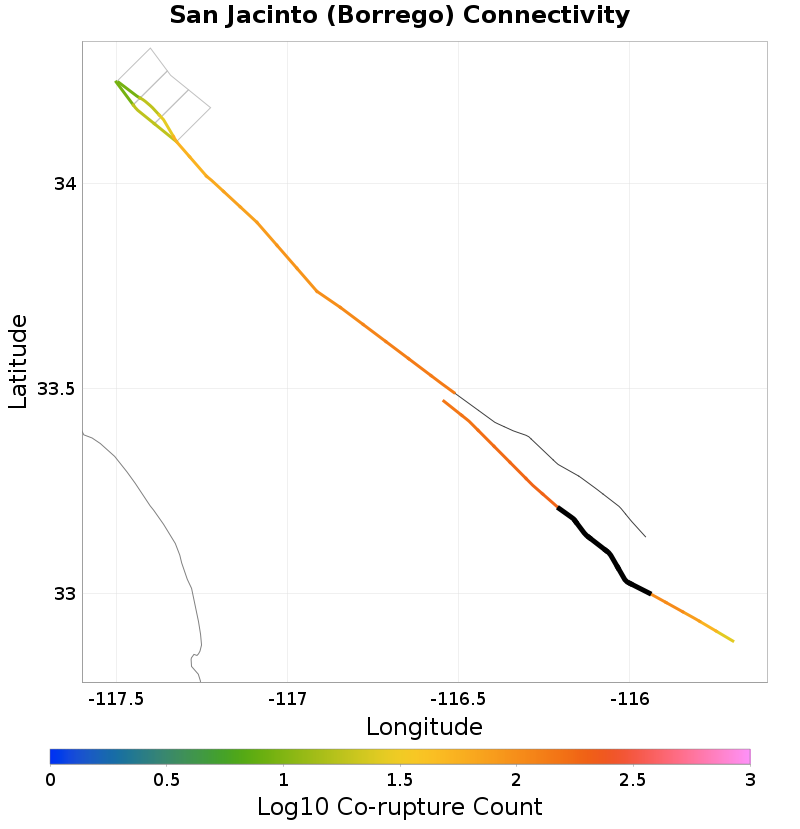 San Jacinto (Borrego) Connectivity
Latitude
34
33.5
33
-117.5 -117 -116.5 -116
Longitude
0 0.5 1 1.5 2 2.5 3
Log10 Co-rupture Count